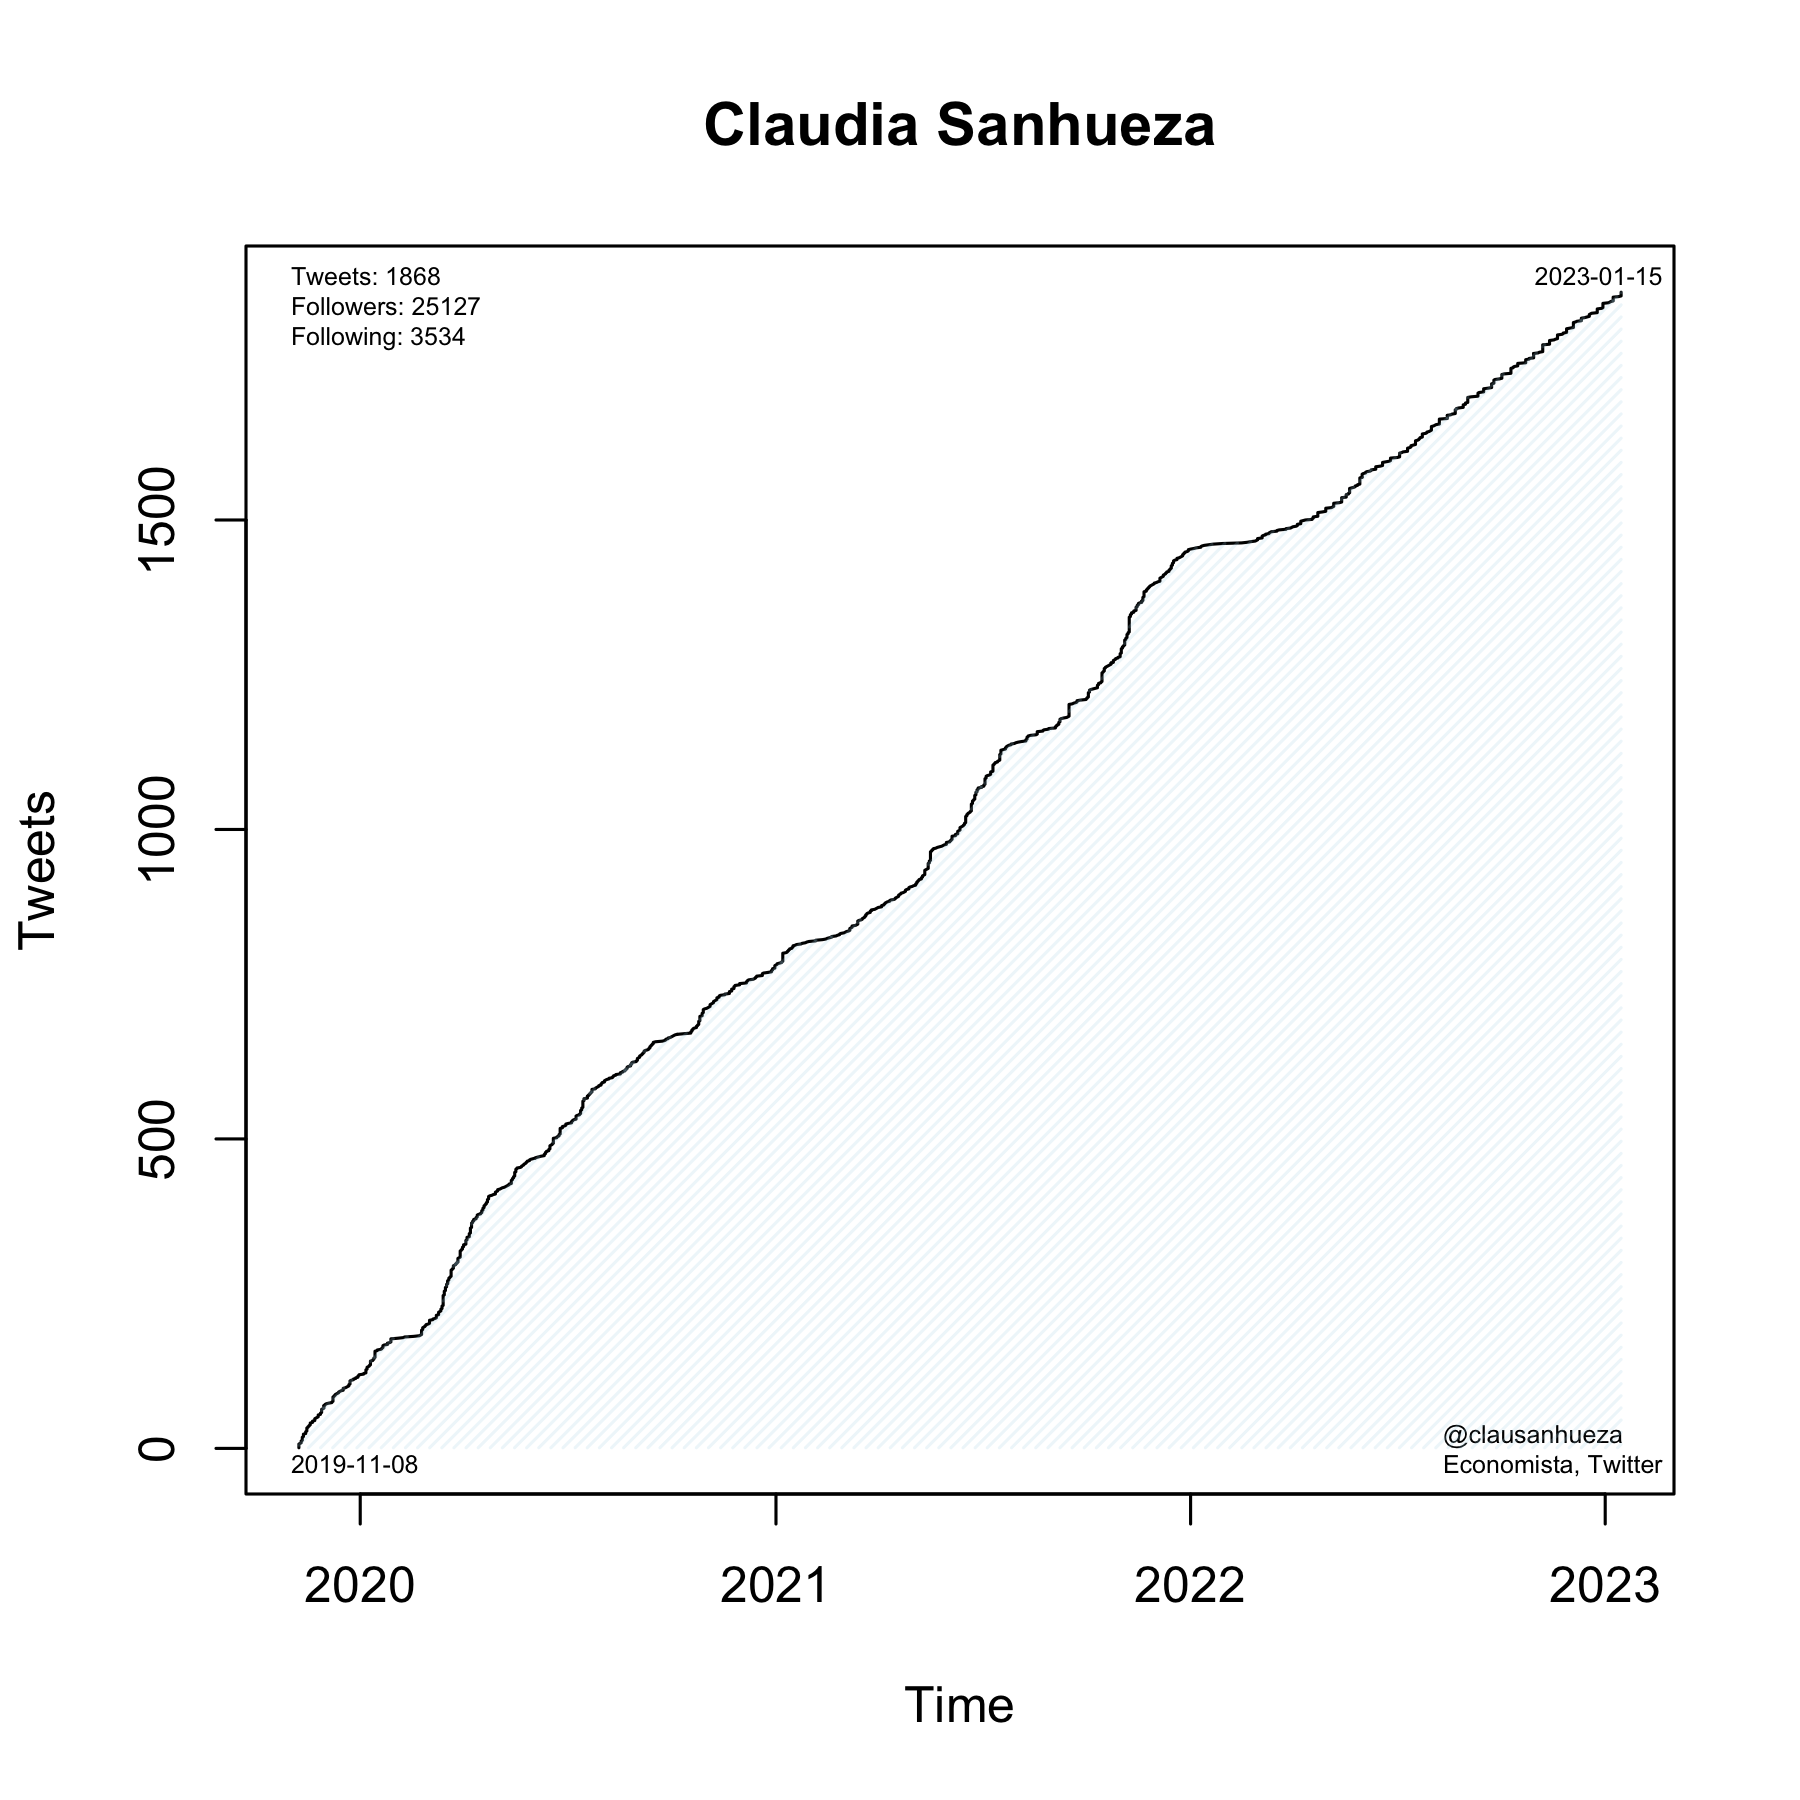 Claudia Sanhueza
Tweets: 1868
Followers: 25127
Following: 3534
2023-01-15
1500
1000
500
0
Tweets
2019-11-08
@clausanhueza
Economista, Twitter
2020
2021
2022
2023
Time